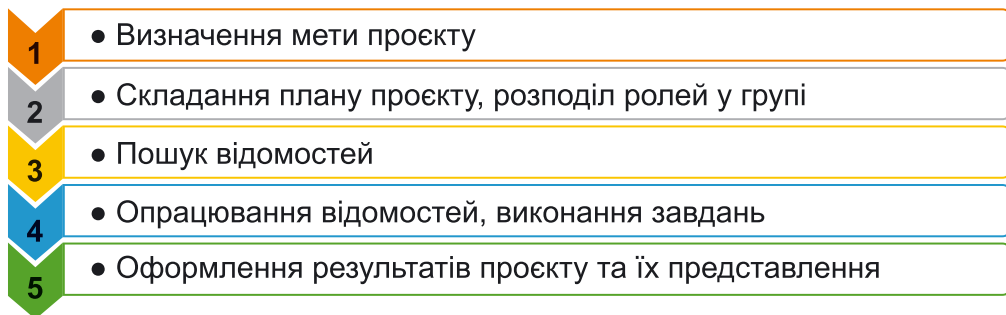 1 ● Визначення мети проєкту
2 ● Складання плану проєкту, розподіл ролей у групі
3 ● Пошук відомостей
4 ● Опрацювання відомостей, виконання завдань
5 ● Оформлення результатів проєкту та їх представлення